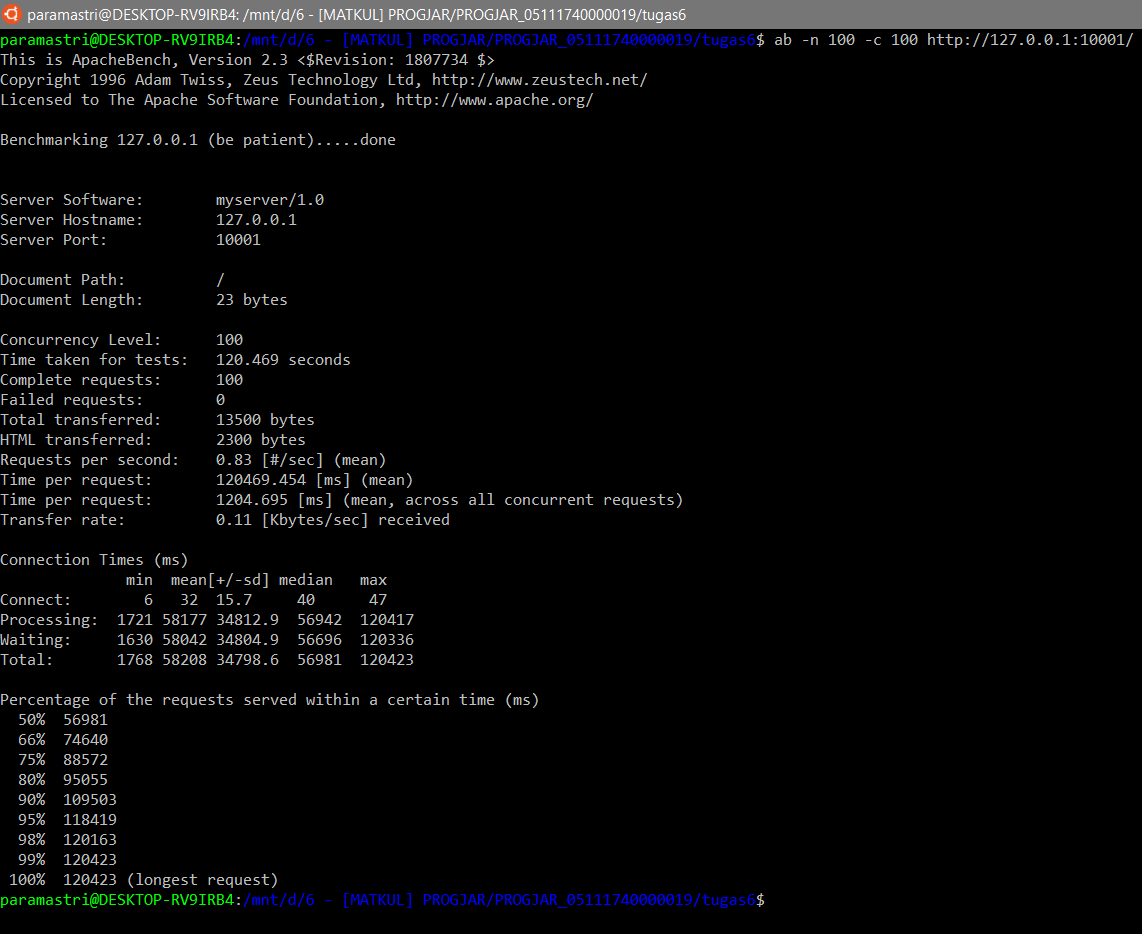 paramastri@DESKTOP-RV9IRB4: /mnt/d/6 - [MATKUL] PROGJAR/PROGJAR_05111740000019/tugas6
paramastri@DESKTOP-RV9IRB4:/mnt/d/6 - [MATKUL] PROGJAR/PROGJAR_05111740000019/tugas6$ ab -n 100 -c 100 http://127.0.0.1:10001/
This is ApacheBench, Version 2.3 <$Revision: 1807734 $>
Copyright 1996 Adam Twiss, Zeus Technology Ltd, http://www.zeustech.net/
Licensed to The Apache Software Foundation, http://www.apache.org/

Benchmarking 127.0.0.1 (be patient).....done


Server Software:        myserver/1.0
Server Hostname:        127.0.0.1
Server Port:            10001

Document Path:          /
Document Length:        23 bytes

Concurrency Level:      100
Time taken for tests:   120.469 seconds
Complete requests:      100
Failed requests:        0
Total transferred:      13500 bytes
HTML transferred:       2300 bytes
Requests per second:    0.83 [#/sec] (mean)
Time per request:       120469.454 [ms] (mean)
Time per request:       1204.695 [ms] (mean, across all concurrent requests)
Transfer rate:          0.11 [Kbytes/sec] received

Connection Times (ms)
              min  mean[+/-sd] median   max
Connect:        6   32  15.7     40      47
Processing:  1721 58177 34812.9  56942  120417
Waiting:     1630 58042 34804.9  56696  120336
Total:       1768 58208 34798.6  56981  120423

Percentage of the requests served within a certain time (ms)
  50%  56981
  66%  74640
  75%  88572
  80%  95055
  90%  109503
  95%  118419
  98%  120163
  99%  120423
 100%  120423 (longest request)
paramastri@DESKTOP-RV9IRB4:/mnt/d/6 - [MATKUL] PROGJAR/PROGJAR_05111740000019/tugas6$